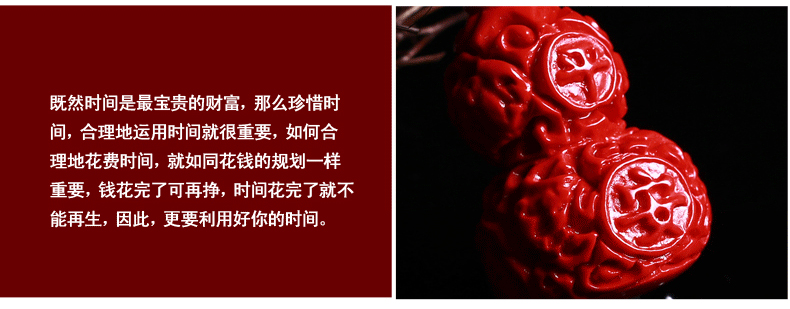 既然时间是最宝贵的财富，那么珍惜时
间，合理地运用时间就很重要，如何合
理地花费时间，就如同花钱的规划一样
重要，钱花完了可再挣，时间花完了就不
能再生，因此，更要利用好你的时间。